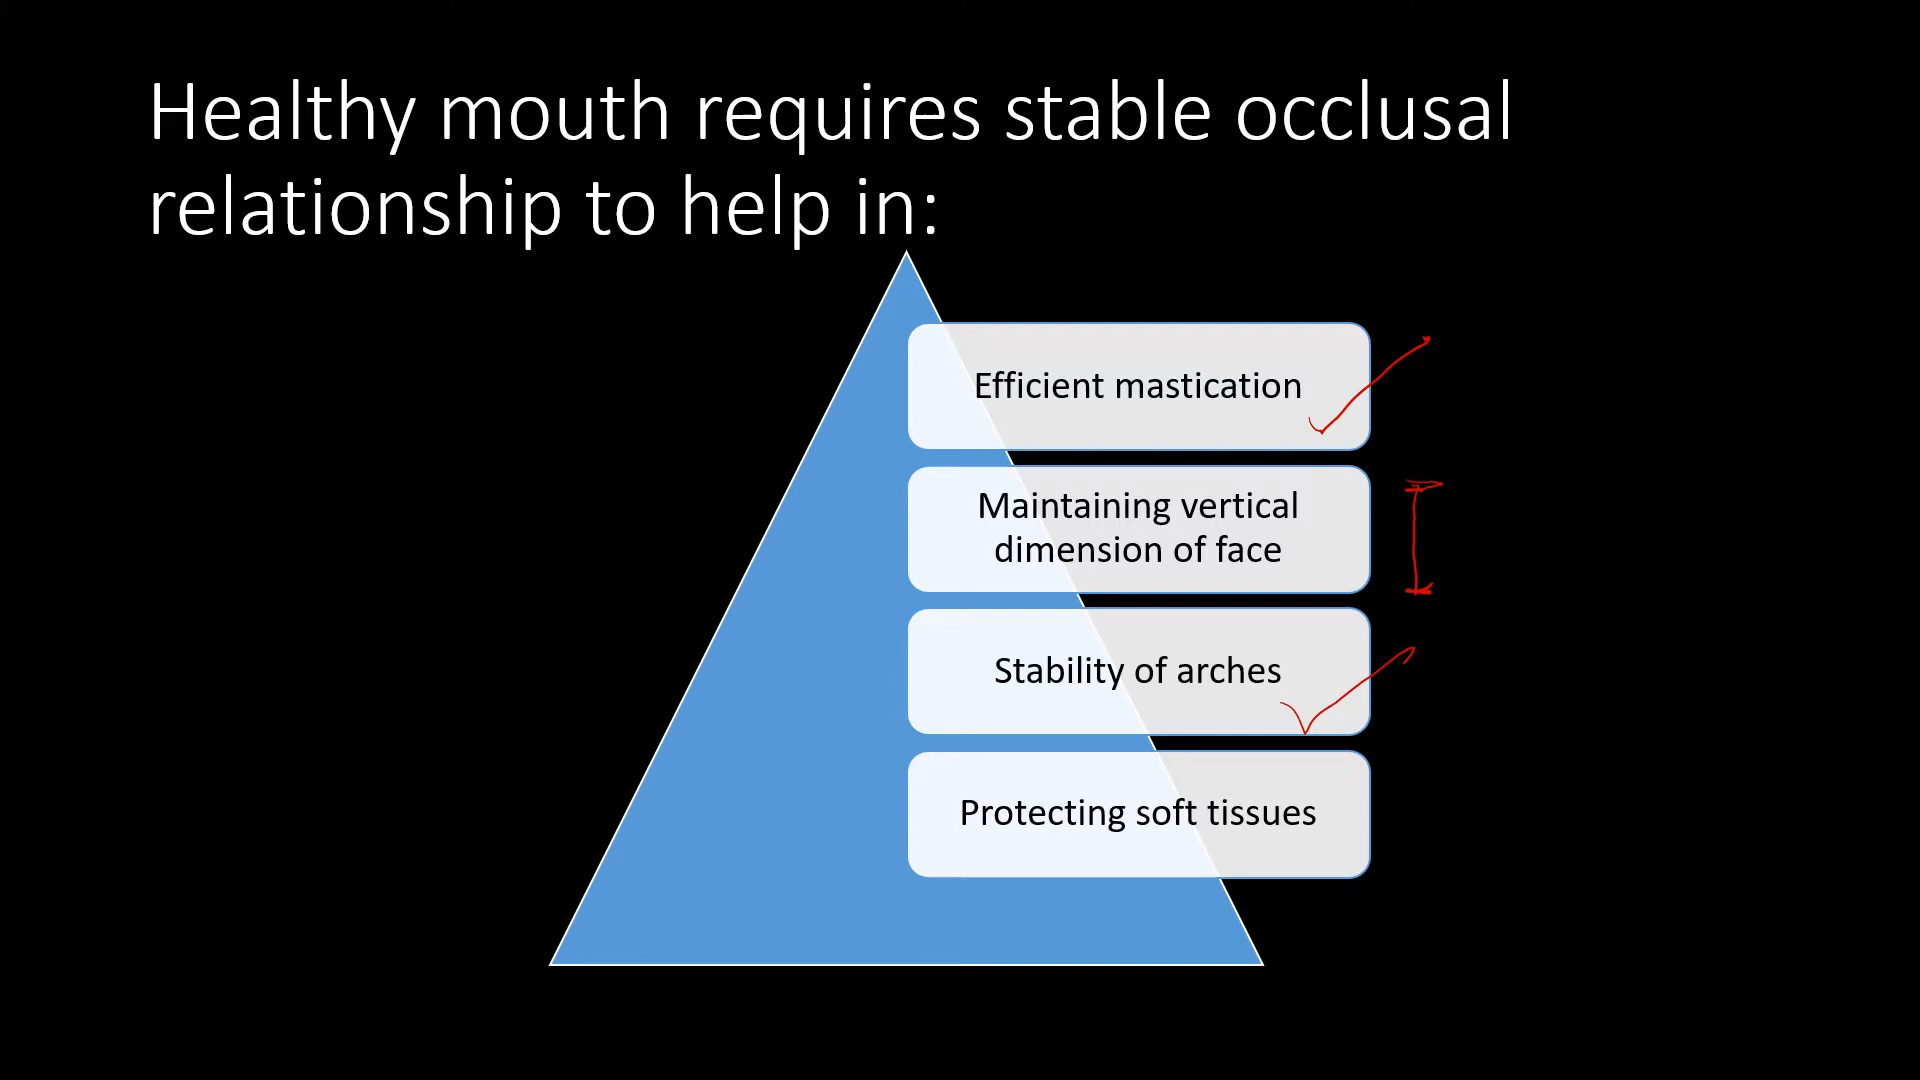 Healthy mouth requires stable occlusal
relationship to help in:
Efficient mastication
Maintaining vertical
dimension of face
Stability of arches
Protecting soft tissues